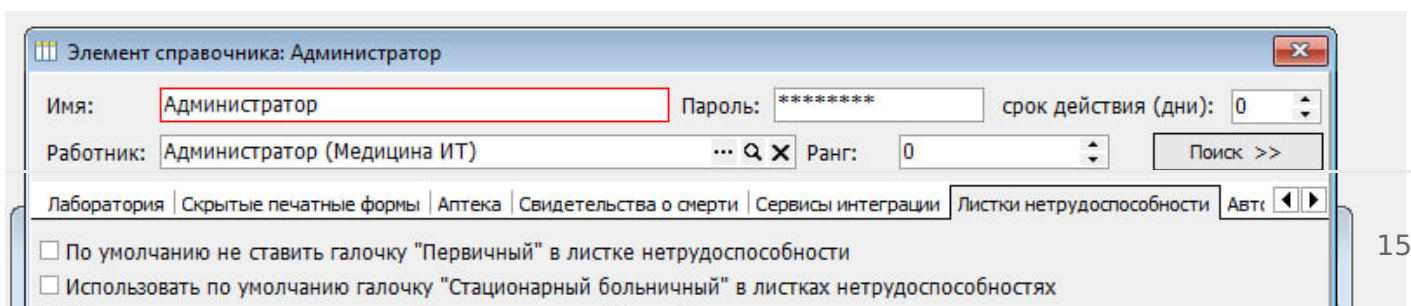 Элемент справочника: Администратор
Имя: Администратор Пароль: ******** срок действия (дни): 0
Работник: Администратор (Медицина ИТ) ... Ранг: 0 Поиск >>
Лаборатория Скрытые печатные формы Аптека Свидетельства о смерти Сервисы интеграции Листки нетрудоспособности Авто
По умолчанию не ставить галочку "Первичный" в листке нетрудоспособности
15
Использовать по умолчанию галочку "Стационарный больничный" в листках нетрудоспособностях